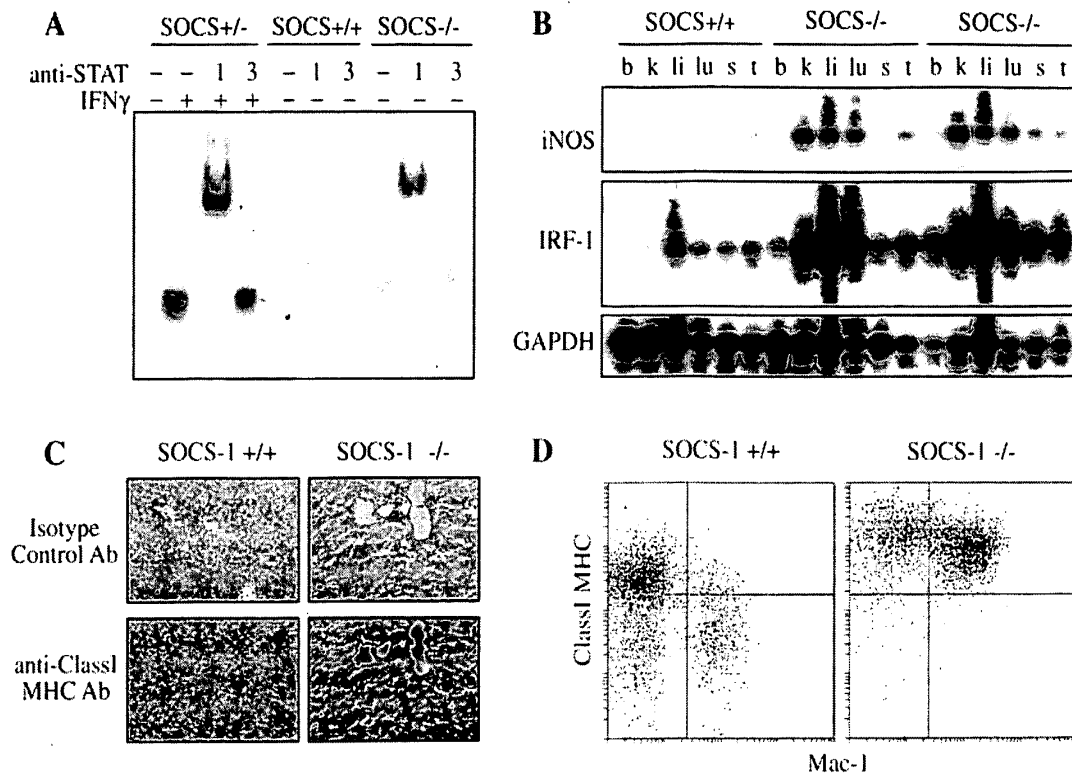 A
SOCS+/- SOCS+/+ SOCS-/-
anti-STAT - - 1 3 - 1 3 - 1 3
IFNγ - + + + - - - - - -
B
SOCS+/+ SOCS-/- SOCS-/-
b k li lu s t b k li lu s t b k li lu s t
iNOS
IRF-1
GAPDH
C
SOCS-1 +/+ SOCS-1 -/-
Isotype
Control Ab
anti-ClassI
MHC Ab
D
SOCS-1 +/+ SOCS-1 -/-
ClassI MHC
Mac-1